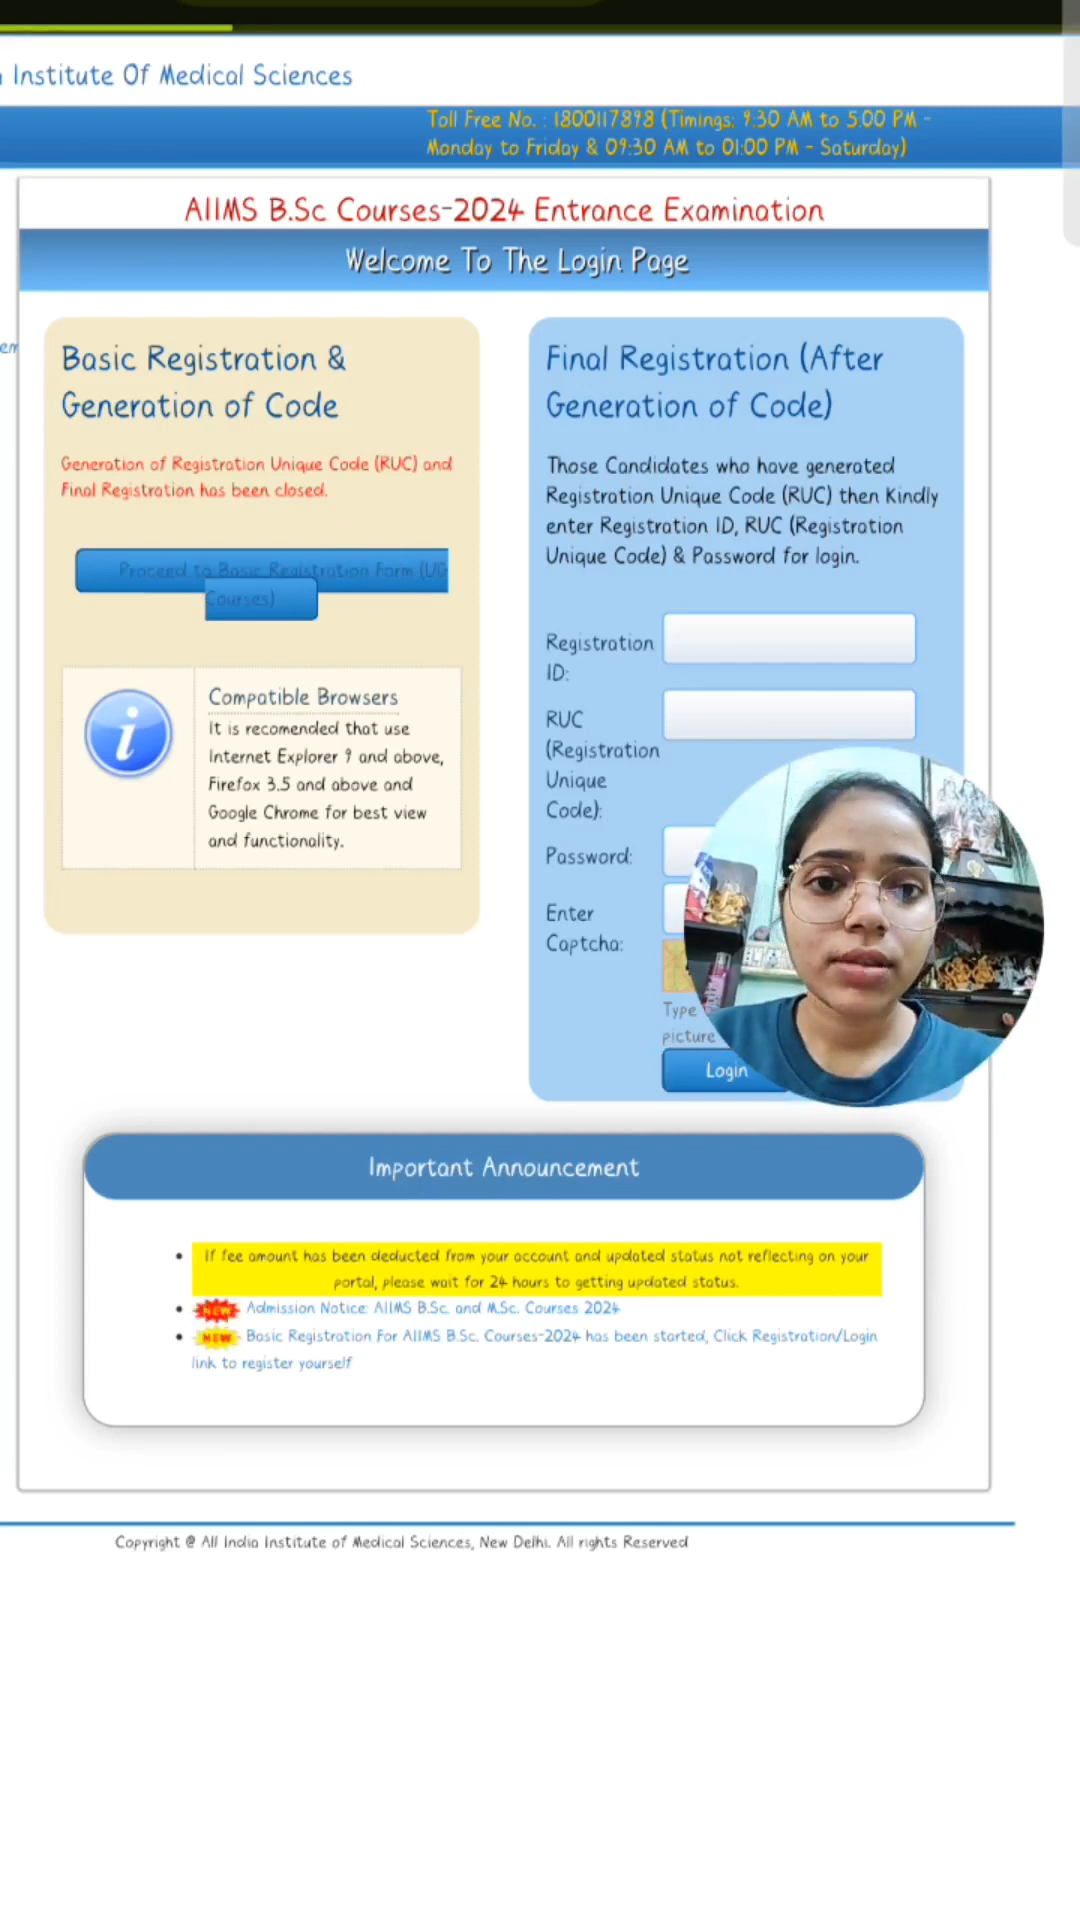 Institute Of Medical Sciences
Toll Free No. : 1800117898 (Timings: 9:30 AM to 5:00 PM -
Monday to Friday & 09:30 AM to 01:00 PM - Saturday)
AIIMS B.Sc Courses-2024 Entrance Examination
Welcome To The Login Page
Basic Registration &
Generation of Code
Generation of Registration Unique Code (RUC) and
Final Registration has been closed.
Proceed to Basic Registration Form (UG
Courses)
Compatible Browsers
It is recomended that use
Internet Explorer 9 and above,
Firefox 3.5 and above and
Google Chrome for best view
and functionality.
Final Registration (After
Generation of Code)
Those Candidates who have generated
Registration Unique Code (RUC) then Kindly
enter Registration ID, RUC (Registration
Unique Code) & Password for login.
Registration
ID:
RUC
(Registration
Unique
Code):
Password:
Enter
Captcha:
Type
picture
Login
Important Announcement
If fee amount has been deducted from your account and updated status not reflecting on your
portal, please wait for 24 hours to getting updated status.
NEW Admission Notice: AIIMS B.Sc. and M.Sc. Courses 2024
NEW Basic Registration For AIIMS B.Sc. Courses-2024 has been started, Click Registration/Login
link to register yourself
Copyright @ All India Institute of Medical Sciences, New Delhi. All rights Reserved